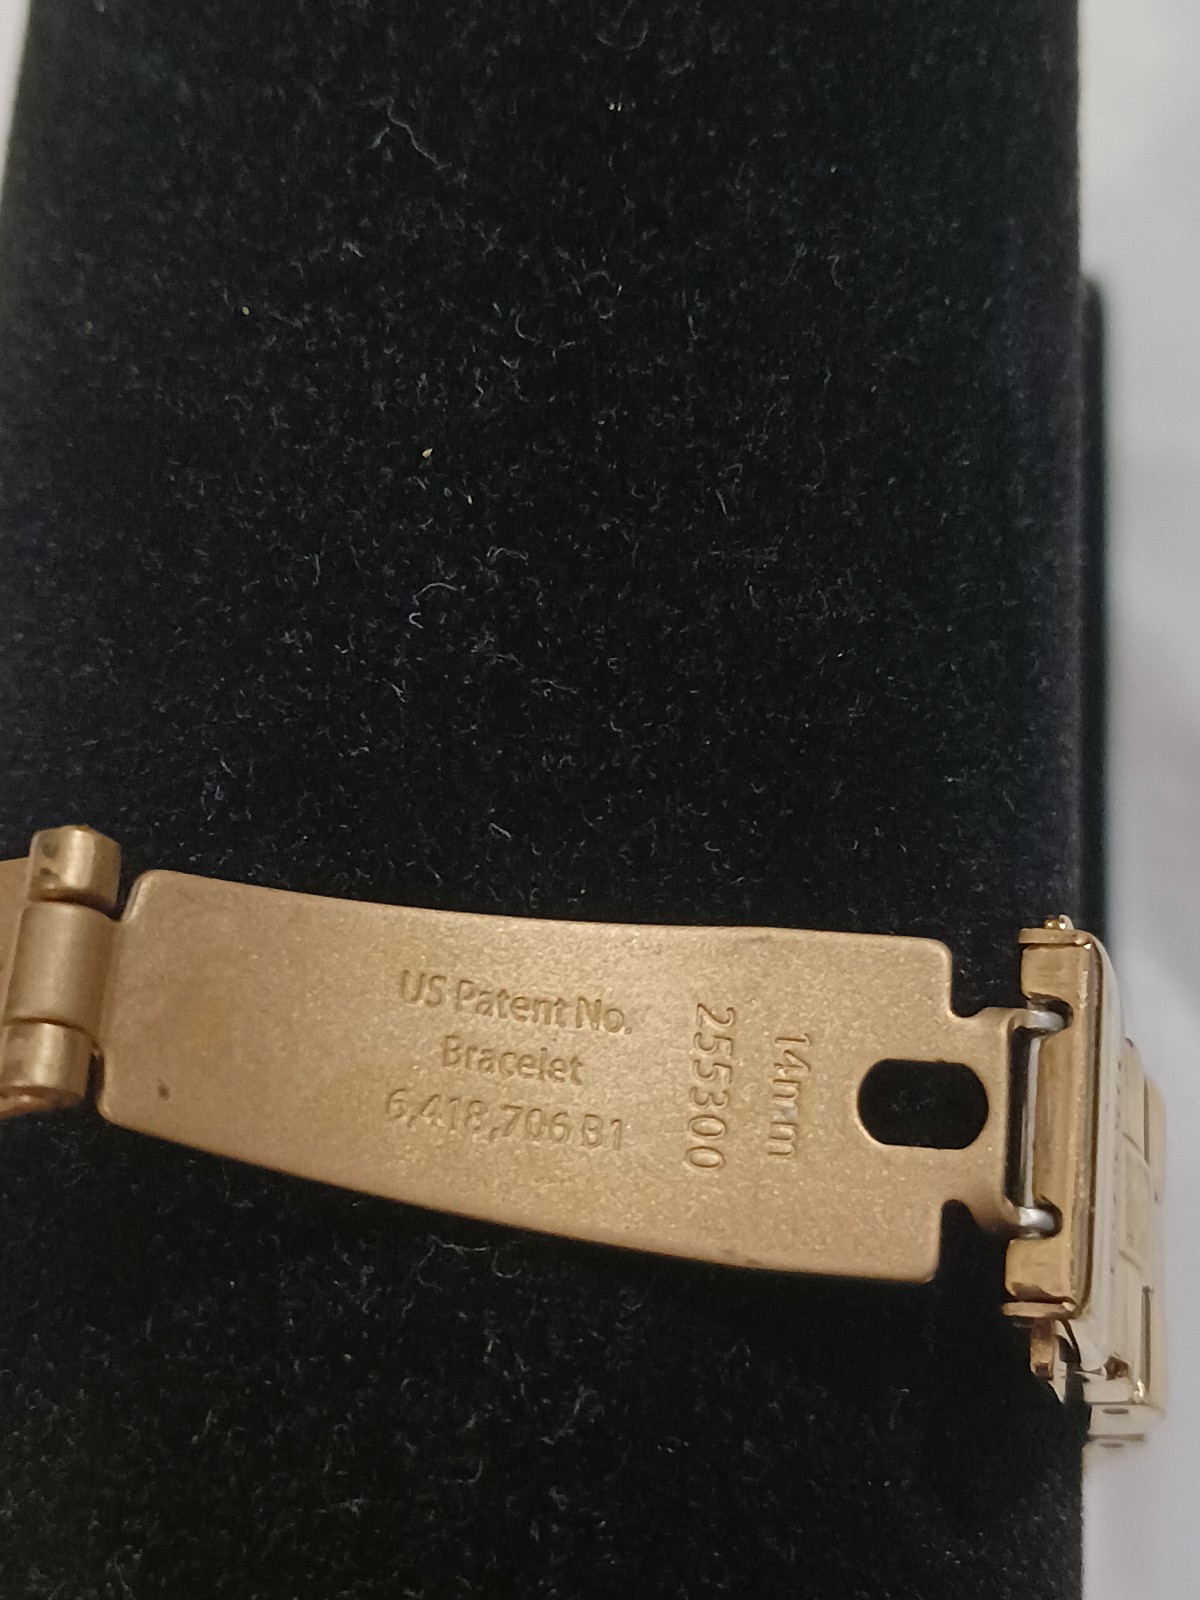 US Patent No.
Bracelet
6,418,706 B1
14mm
255300